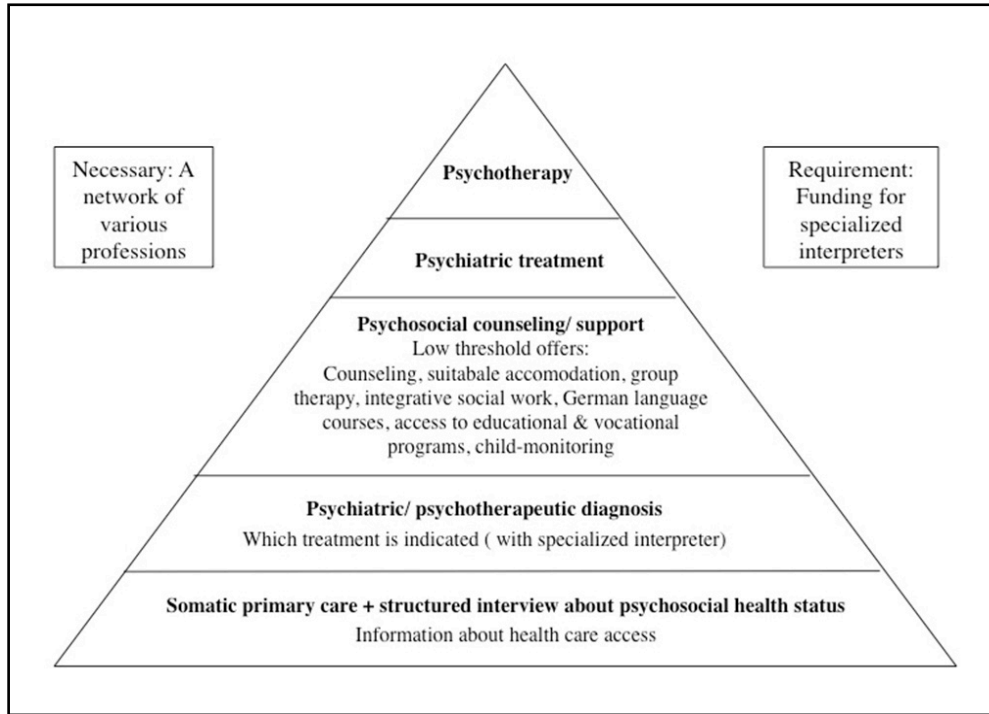 Psychotherapy
Necessary: A
network of
various
professions
Requirement:
Funding for
specialized
interpreters
Psychiatric treatment
Psychosocial counseling/ support
Low threshold offers:
Counseling, suitabale accomodation, group
therapy, integrative social work, German language
courses, access to educational & vocational
programs, child-monitoring
Psychiatric/ psychotherapeutic diagnosis
Which treatment is indicated ( with specialized interpreter)
Somatic primary care + structured interview about psychosocial health status
Information about health care access